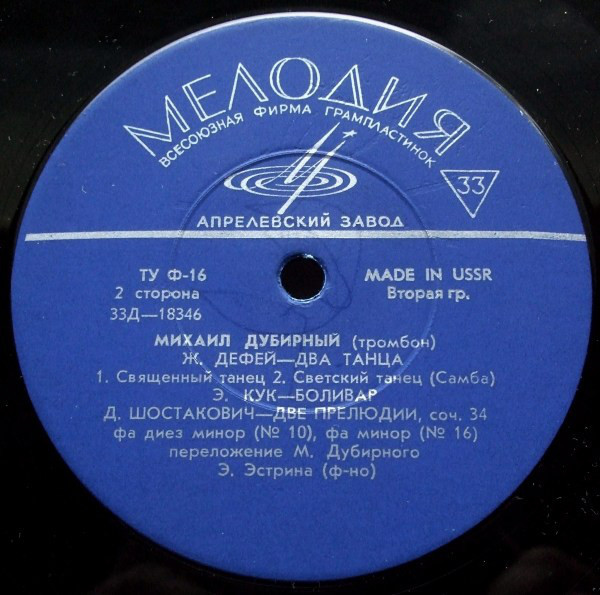 МЕЛОДИЯ
ВСЕСОЮЗНАЯ ФИРМА ГРАМПЛАСТИНОК
33
АПРЕЛЕВСКИЙ ЗАВОД
ТУ Ф-16
MADE IN USSR
2 сторона
Вторая гр.
33Д—18346
МИХАИЛ ДУБИРНЫЙ (тромбон)
Ж. ДЕФЕЙ—ДВА ТАНЦА
1. Священный танец 2. Светский танец (Самба)
Э. КУК—БОЛИВАР
Д. ШОСТАКОВИЧ—ДВЕ ПРЕЛЮДИИ, соч. 34
фа диез минор (№ 10), фа минор (№ 16)
переложение М. Дубирного
Э. Эстрина (ф-но)